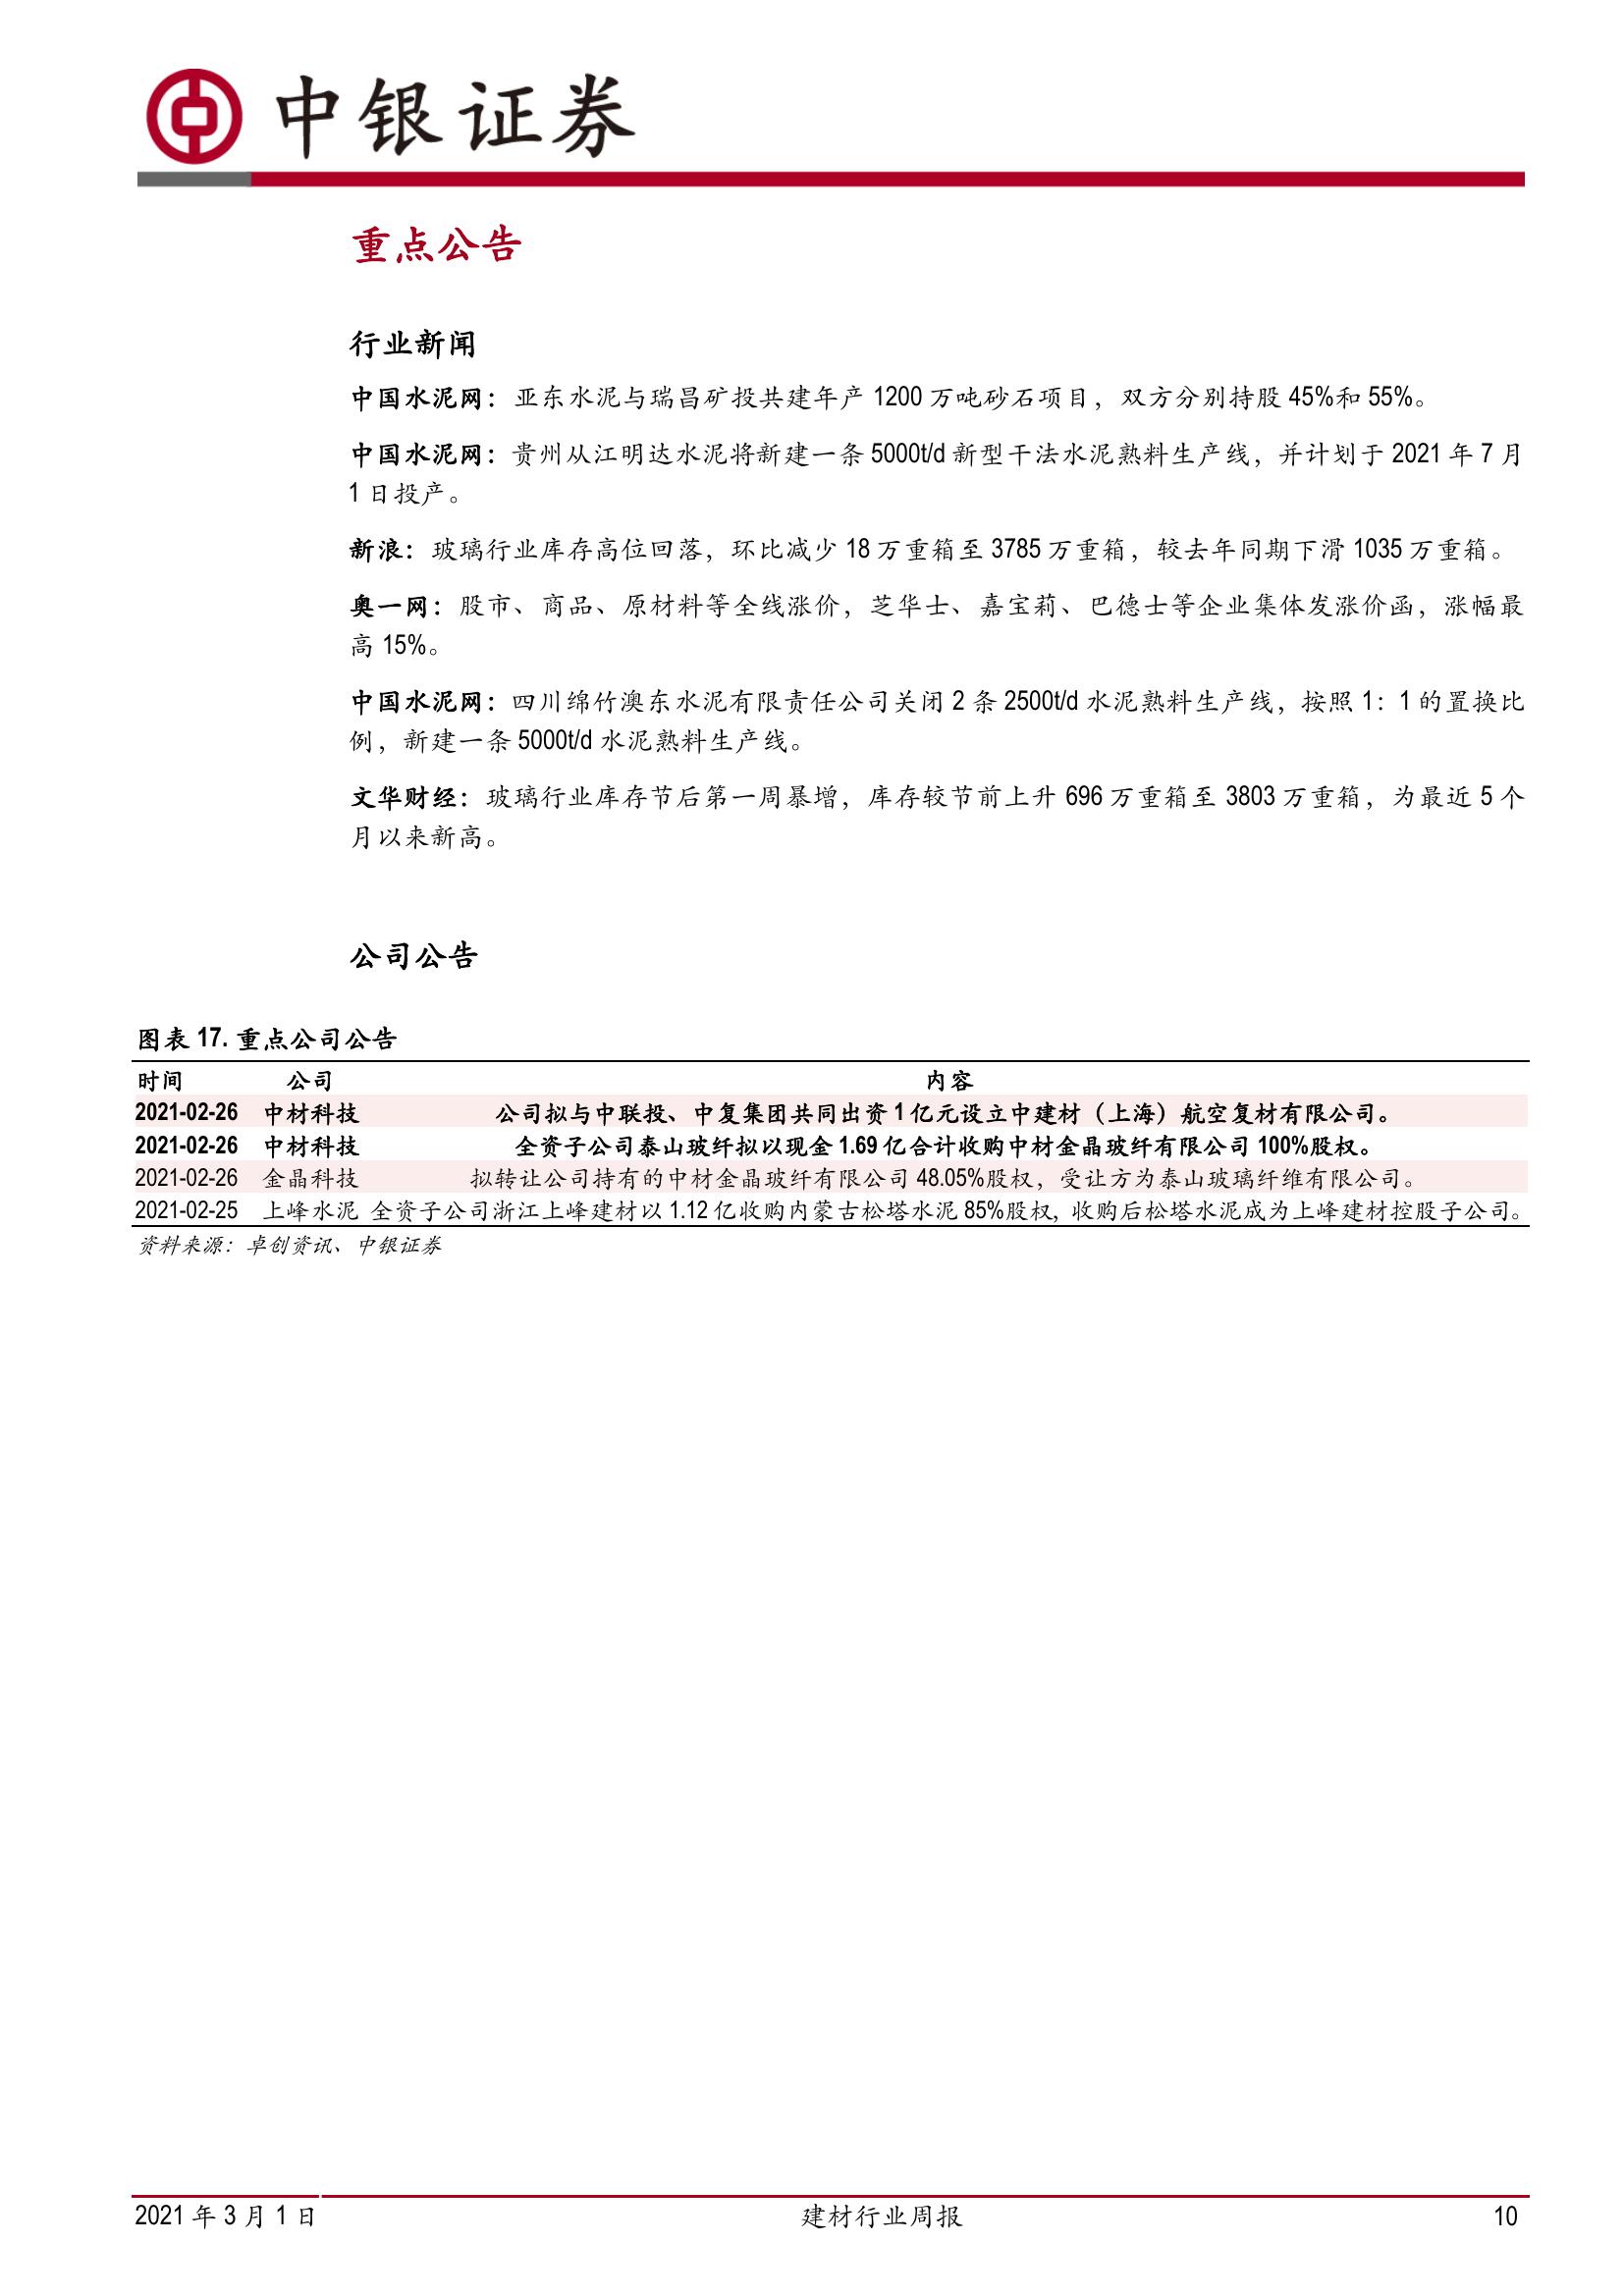 中银证券
重点公告
行业新闻
中国水泥网：亚东水泥与瑞昌矿投共建年产 1200 万吨砂石项目，双方分别持股 45%和 55%。
中国水泥网：贵州从江明达水泥将新建一条 5000t/d 新型干法水泥熟料生产线，并计划于 2021 年 7 月
1 日投产。
新浪：玻璃行业库存高位回落，环比减少 18 万重箱至 3785 万重箱，较去年同期下滑 1035 万重箱。
奥一网：股市、商品、原材料等全线涨价，芝华士、嘉宝莉、巴德士等企业集体发涨价函，涨幅最
高 15%。
中国水泥网：四川绵竹澳东水泥有限责任公司关闭 2 条 2500t/d 水泥熟料生产线，按照 1：1 的置换比
例，新建一条 5000t/d 水泥熟料生产线。
文华财经：玻璃行业库存节后第一周暴增，库存较节前上升 696 万重箱至 3803 万重箱，为最近 5 个
月以来新高。
公司公告
图表 17. 重点公司公告
时间 公司 内容
2021-02-26 中材科技 公司拟与中联投、中复集团共同出资 1 亿元设立中建材（上海）航空复材有限公司。
2021-02-26 中材科技 全资子公司泰山玻纤拟以现金 1.69 亿合计收购中材金晶玻纤有限公司 100%股权。
2021-02-26 金晶科技 拟转让公司持有的中材金晶玻纤有限公司 48.05%股权，受让方为泰山玻璃纤维有限公司。
2021-02-25 上峰水泥 全资子公司浙江上峰建材以 1.12 亿收购内蒙古松塔水泥 85%股权, 收购后松塔水泥成为上峰建材控股子公司。
资料来源：卓创资讯、中银证券
2021 年 3 月 1 日 建材行业周报 10